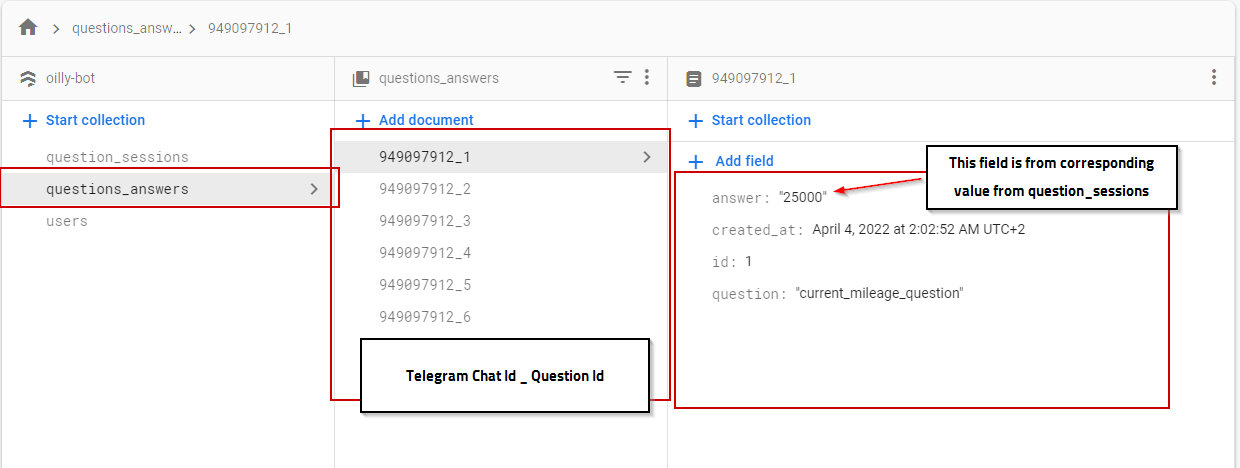 questions_answ... > 949097912_1
oilly-bot
questions_answers
949097912_1
+ Start collection
+ Add document
+ Start collection
question_sessions
questions_answers
users
949097912_1
949097912_2
949097912_3
949097912_4
949097912_5
949097912_6
Telegram Chat Id _ Question Id
+ Add field
This field is from corresponding
value from question_sessions
answer: "25000"
created_at: April 4, 2022 at 2:02:52 AM UTC+2
id: 1
question: "current_mileage_question"